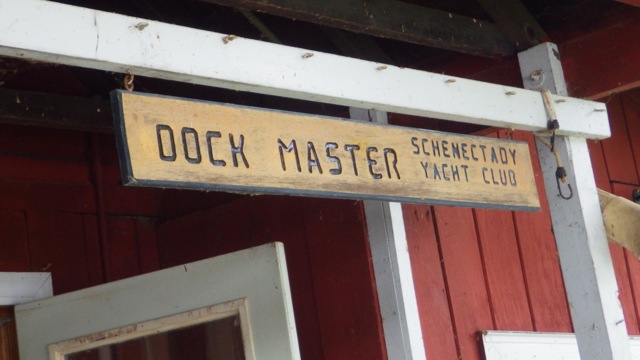 DOCK MASTER
SCHENECTADY
YACHT CLUB